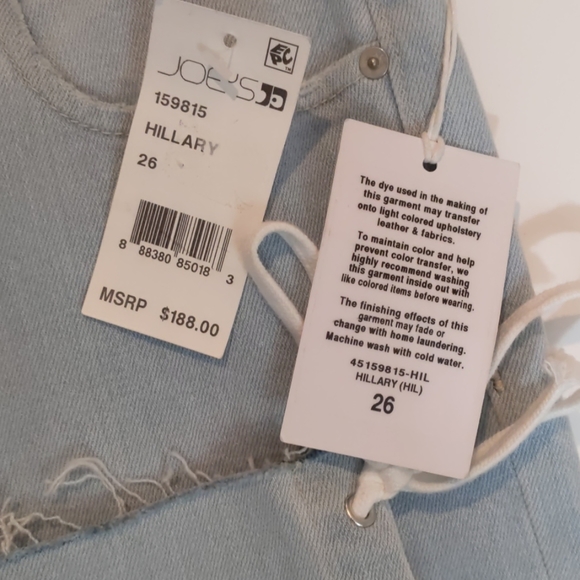 EPC™
JOE'S
159815
HILLARY
26
8 88380 85018 3
MSRP $188.00
The dye used in the making of
this garment may transfer
onto light colored upholstery
leather & fabrics.
To maintain color and help
prevent color transfer, we
highly recommend washing
this garment inside out with
like colored items before wearing.
The finishing effects of this
garment may fade or
change with home laundering.
Machine wash with cold water.
45159815-HIL
HILLARY (HIL)
26